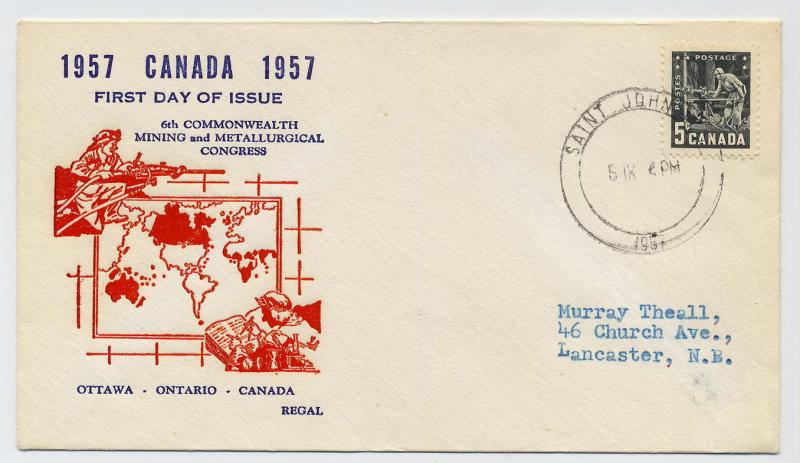 1957 CANADA 1957
FIRST DAY OF ISSUE
6th COMMONWEALTH
MINING and METALLURGICAL
CONGRESS
OTTAWA - ONTARIO - CANADA
REGAL
POSTES POSTAGE
5¢ CANADA
SAINT JOHN
5 IX 4 PM
1957
Murray Theall,
46 Church Ave.,
Lancaster, N.B.